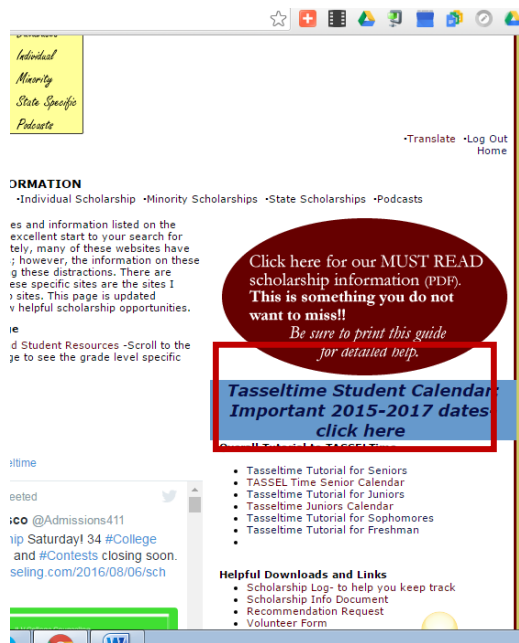 Individual
Minority
State Specific
Podcasts
·Translate ·Log Out
Home
ORMATION
·Individual Scholarship ·Minority Scholarships ·State Scholarships ·Podcasts
es and information listed on the
excellent start to your search for
tely, many of these websites have
; however, the information on these
g these distractions. There are
ese specific sites are the sites I
o sites. This page is updated
w helpful scholarship opportunities.
ge
d Student Resources -Scroll to the
ge to see the grade level specific
Click here for our MUST READ
scholarship information (PDF).
This is something you do not
want to miss!!
Be sure to print this guide
for detailed help.
Tasseltime Student Calendar:
Important 2015-2017 dates-
click here
Overall Tutorial to TASSELTime
Tasseltime Tutorial for Seniors
TASSEL Time Senior Calendar
Tasseltime Tutorial for Juniors
Tasseltime Juniors Calendar
Tasseltime Tutorial for Sophomores
Tasseltime Tutorial for Freshman
Helpful Downloads and Links
Scholarship Log- to help you keep track
Scholarship Info Document
Recommendation Request
Volunteer Form
eltime
eeted
sco @Admissions411
hip Saturday! 34 #College
and #Contests closing soon.
seling.com/2016/08/06/sch